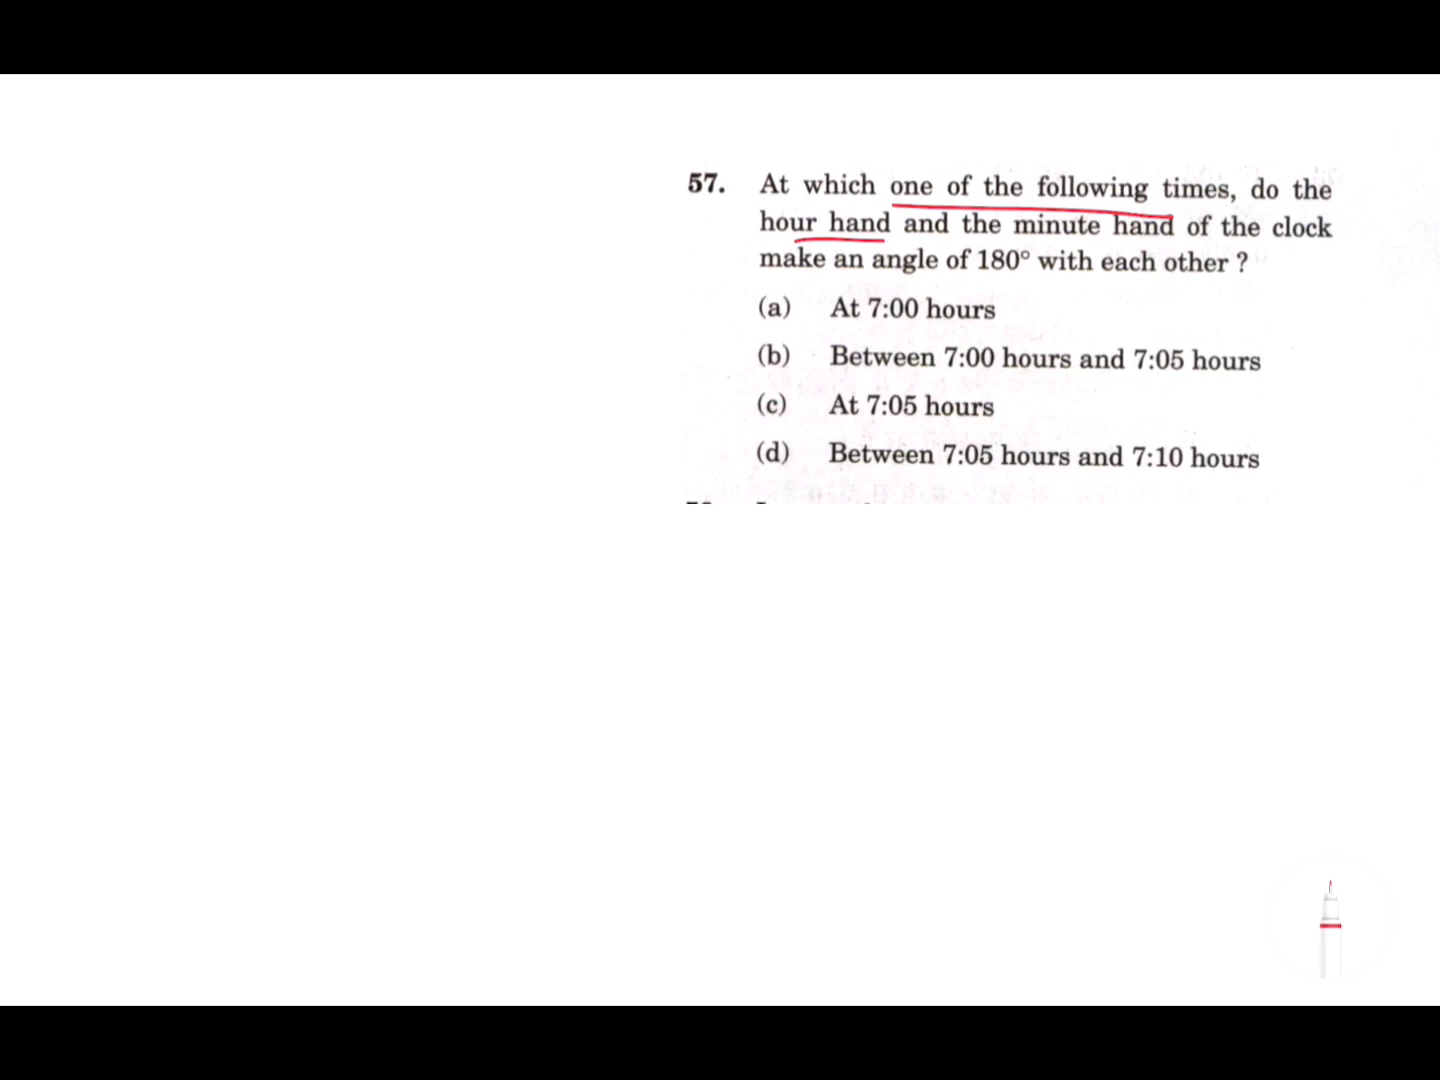 57. At which one of the following times, do the
hour hand and the minute hand of the clock
make an angle of 180° with each other ?
(a) At 7:00 hours
(b) Between 7:00 hours and 7:05 hours
(c) At 7:05 hours
(d) Between 7:05 hours and 7:10 hours